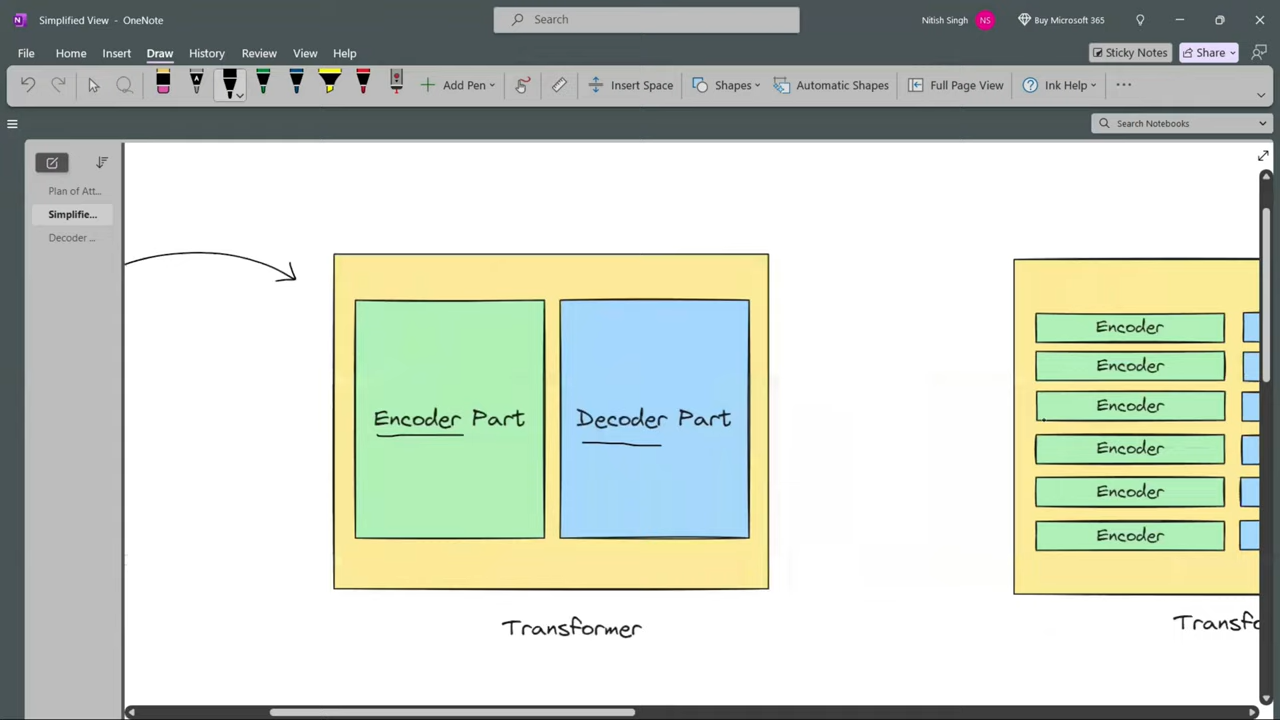 Simplified View - OneNote
Search
Nitish Singh NS
Buy Microsoft 365
File Home Insert Draw History Review View Help
Sticky Notes
Share
Add Pen
Insert Space
Shapes
Automatic Shapes
Full Page View
Ink Help
Search Notebooks
Plan of Att...
Simplifie...
Decoder ...
Encoder Part
Decoder Part
Transformer
Encoder
Encoder
Encoder
Encoder
Encoder
Encoder
Transfo